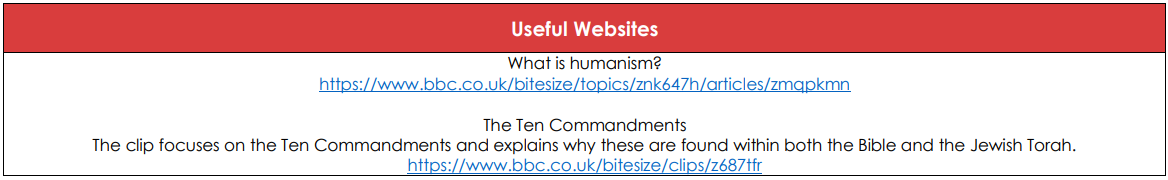 Useful Websites
What is humanism?
https://www.bbc.co.uk/bitesize/topics/znk647h/articles/zmqpkmn
The Ten Commandments
The clip focuses on the Ten Commandments and explains why these are found within both the Bible and the Jewish Torah.
https://www.bbc.co.uk/bitesize/clips/z687tfr